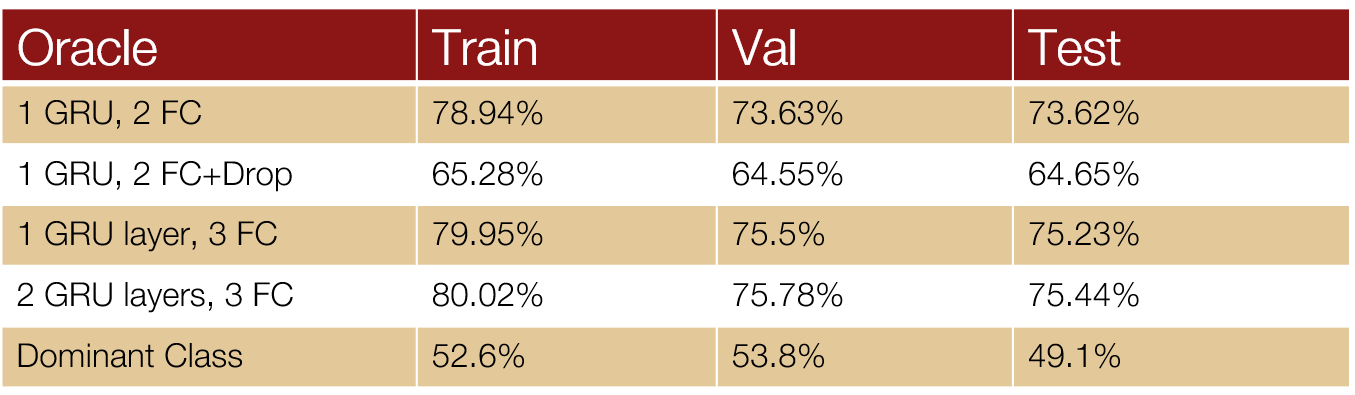 Oracle Train Val Test
1 GRU, 2 FC 78.94% 73.63% 73.62%
1 GRU, 2 FC+Drop 65.28% 64.55% 64.65%
1 GRU layer, 3 FC 79.95% 75.5% 75.23%
2 GRU layers, 3 FC 80.02% 75.78% 75.44%
Dominant Class 52.6% 53.8% 49.1%